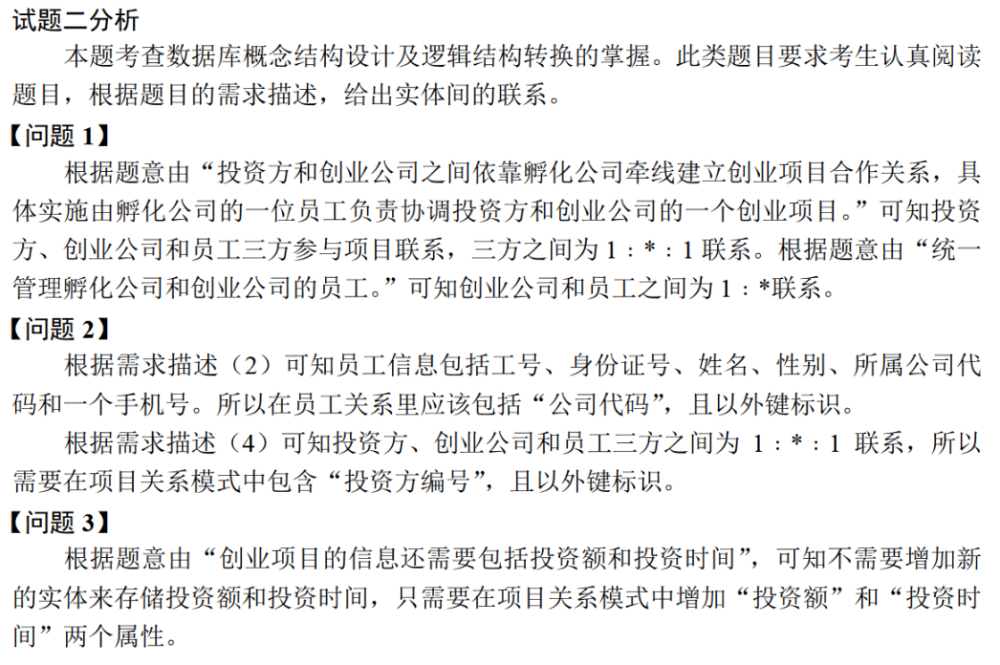 试题二分析
本题考查数据库概念结构设计及逻辑结构转换的掌握。此类题目要求考生认真阅读
题目，根据题目的需求描述，给出实体间的联系。
【问题 1】
根据题意由“投资方和创业公司之间依靠孵化公司牵线建立创业项目合作关系，具
体实施由孵化公司的一位员工负责协调投资方和创业公司的一个创业项目。”可知投资
方、创业公司和员工三方参与项目联系，三方之间为 1：*：1 联系。根据题意由“统一
管理孵化公司和创业公司的员工。”可知创业公司和员工之间为 1：*联系。
【问题 2】
根据需求描述（2）可知员工信息包括工号、身份证号、姓名、性别、所属公司代
码和一个手机号。所以在员工关系里应该包括“公司代码”，且以外键标识。
根据需求描述（4）可知投资方、创业公司和员工三方之间为 1：*：1 联系，所以
需要在项目关系模式中包含“投资方编号”，且以外键标识。
【问题 3】
根据题意由“创业项目的信息还需要包括投资额和投资时间”，可知不需要增加新
的实体来存储投资额和投资时间，只需要在项目关系模式中增加“投资额”和“投资时
间”两个属性。